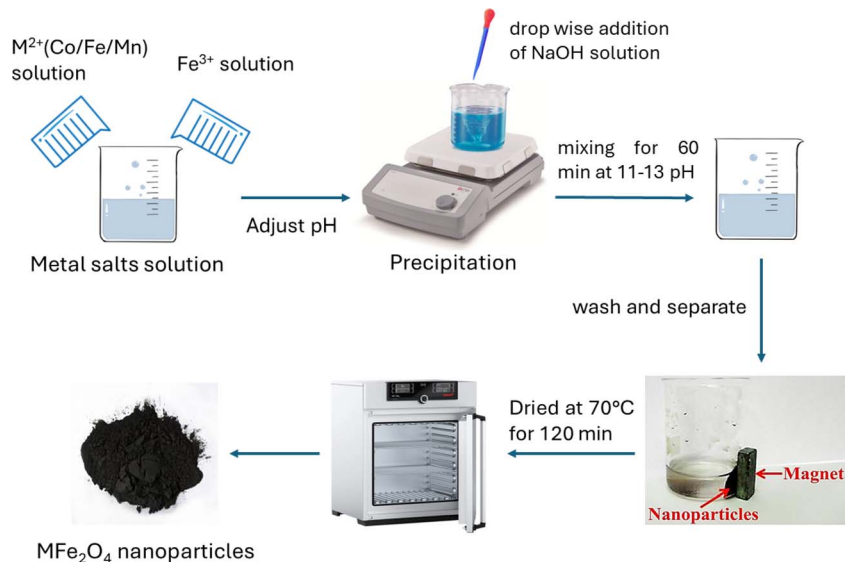 M²⁺(Co/Fe/Mn)
solution
Fe³⁺ solution
drop wise addition
of NaOH solution
Metal salts solution
Adjust pH
Precipitation
mixing for 60
min at 11-13 pH
wash and separate
Magnet
Nanoparticles
Dried at 70°C
for 120 min
MFe₂O₄ nanoparticles